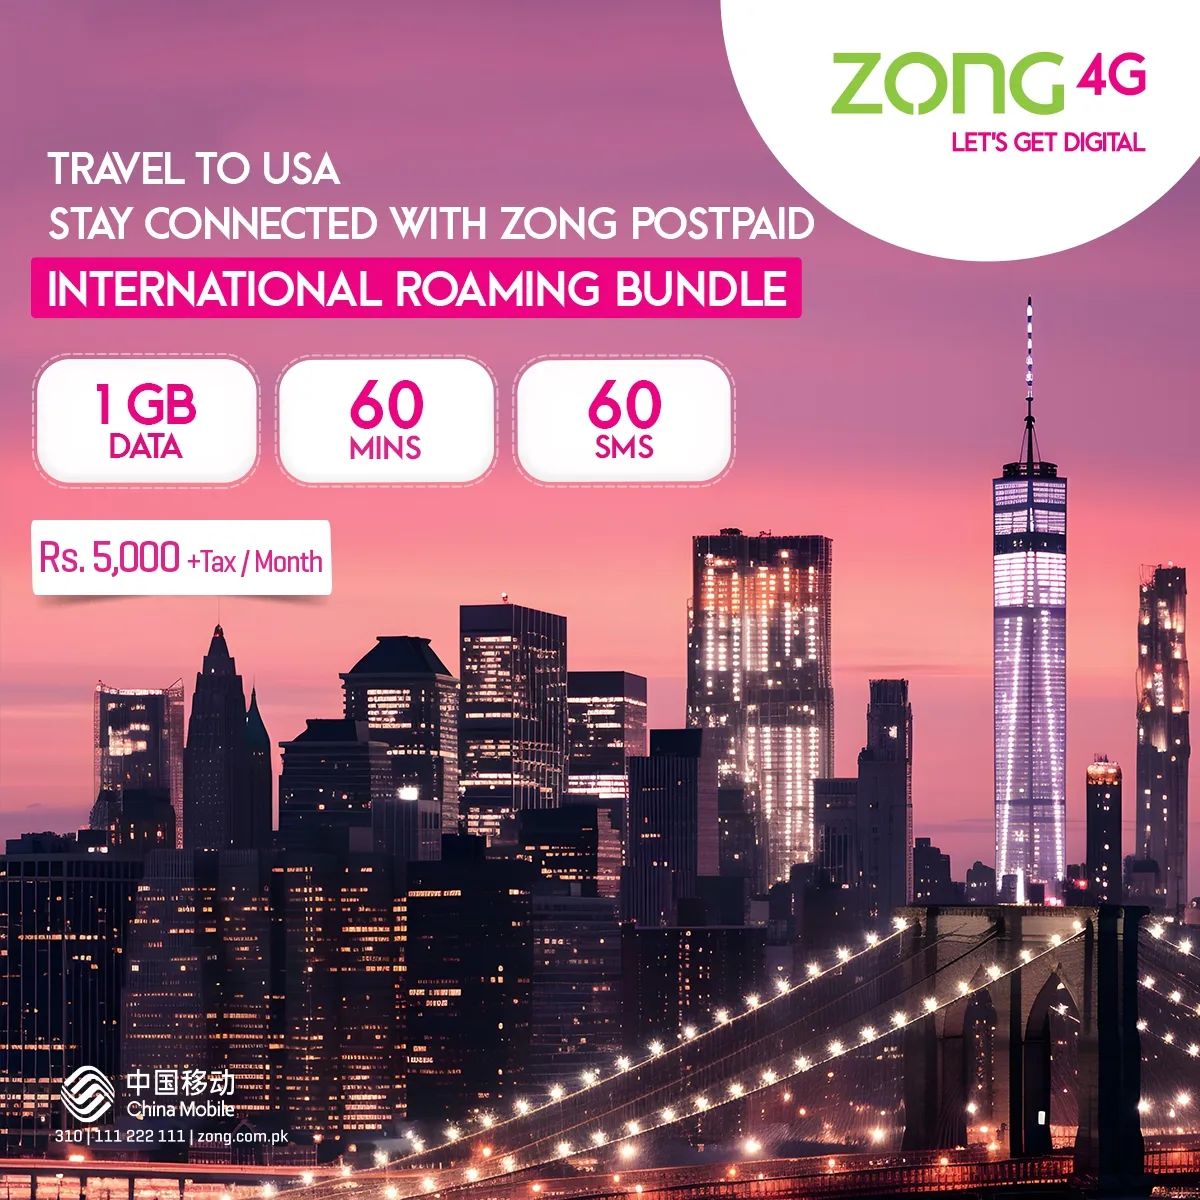 ZONG 4G
LET'S GET DIGITAL
TRAVEL TO USA
STAY CONNECTED WITH ZONG POSTPAID
INTERNATIONAL ROAMING BUNDLE
1 GB
DATA
60
MINS
60
SMS
Rs. 5,000 +Tax / Month
中国移动
China Mobile
310 | 111 222 111 | zong.com.pk